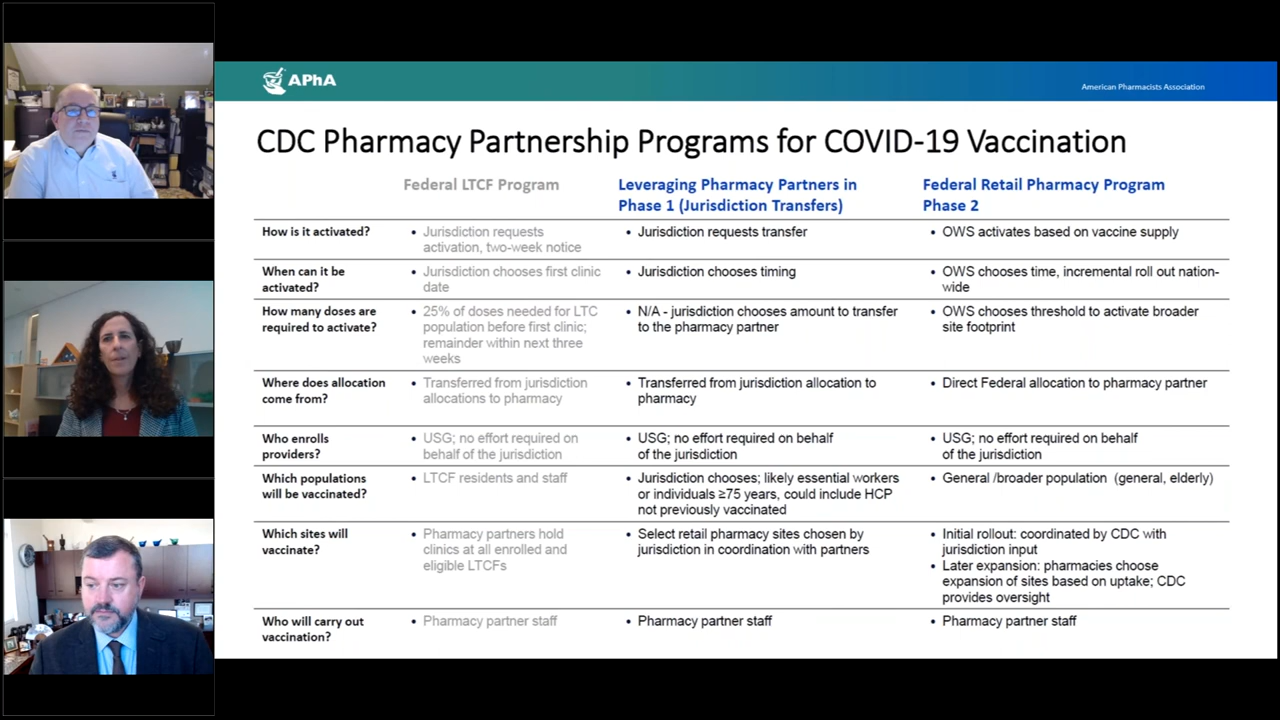 APhA
American Pharmacists Association
CDC Pharmacy Partnership Programs for COVID-19 Vaccination
Federal LTCF Program
Leveraging Pharmacy Partners in
Phase 1 (Jurisdiction Transfers)
Federal Retail Pharmacy Program
Phase 2
How is it activated?
• Jurisdiction requests
activation, two-week notice
• Jurisdiction requests transfer
• OWS activates based on vaccine supply
When can it be
activated?
• Jurisdiction chooses first clinic
date
• Jurisdiction chooses timing
• OWS chooses time, incremental roll out nation-
wide
How many doses are
required to activate?
• 25% of doses needed for LTC
population before first clinic;
remainder within next three
weeks
• N/A - jurisdiction chooses amount to transfer
to the pharmacy partner
• OWS chooses threshold to activate broader
site footprint
Where does allocation
come from?
• Transferred from jurisdiction
allocations to pharmacy
• Transferred from jurisdiction allocation to
pharmacy
• Direct Federal allocation to pharmacy partner
Who enrolls
providers?
• USG; no effort required on
behalf of the jurisdiction
• USG; no effort required on behalf
of the jurisdiction
• USG; no effort required on behalf
of the jurisdiction
Which populations
will be vaccinated?
• LTCF residents and staff
• Jurisdiction chooses; likely essential workers
or individuals ≥75 years, could include HCP
not previously vaccinated
• General /broader population (general, elderly)
Which sites will
vaccinate?
• Pharmacy partners hold
clinics at all enrolled and
eligible LTCFs
• Select retail pharmacy sites chosen by
jurisdiction in coordination with partners
• Initial rollout: coordinated by CDC with
jurisdiction input
• Later expansion: pharmacies choose
expansion of sites based on uptake; CDC
provides oversight
Who will carry out
vaccination?
• Pharmacy partner staff
• Pharmacy partner staff
• Pharmacy partner staff